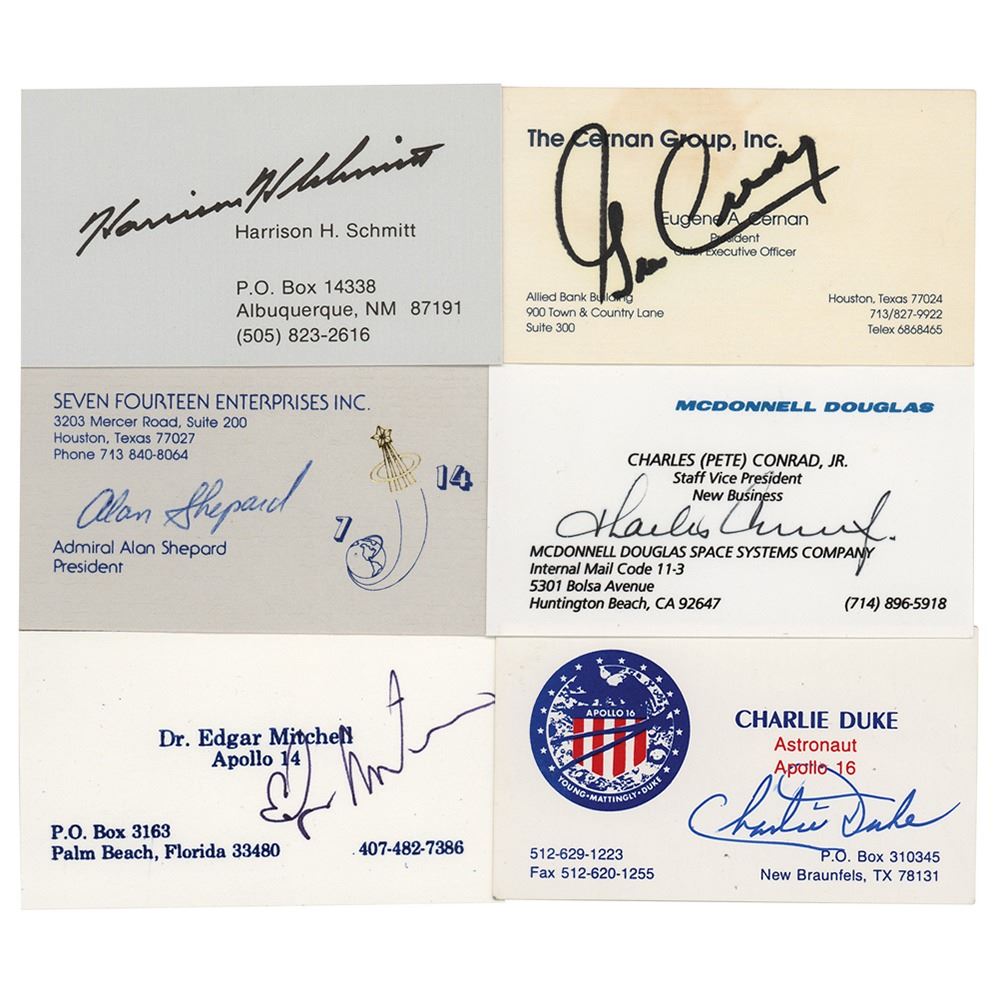 Harrison H Schmitt
Harrison H. Schmitt
P.O. Box 14338
Albuquerque, NM 87191
(505) 823-2616
The Cernan Group, Inc.
Gene Cernan
Eugene A. Cernan
President
Chief Executive Officer
Allied Bank Building
900 Town & Country Lane
Suite 300
Houston, Texas 77024
713/827-9922
Telex 6868465
SEVEN FOURTEEN ENTERPRISES INC.
3203 Mercer Road, Suite 200
Houston, Texas 77027
Phone 713 840-8064
14
7
Alan Shepard
Admiral Alan Shepard
President
MCDONNELL DOUGLAS
CHARLES (PETE) CONRAD, JR.
Staff Vice President
New Business
Charles Conrad Jr.
MCDONNELL DOUGLAS SPACE SYSTEMS COMPANY
Internal Mail Code 11-3
5301 Bolsa Avenue
Huntington Beach, CA 92647
(714) 896-5918
Dr. Edgar Mitchell
Apollo 14
Edgar Mitchell
P.O. Box 3163
Palm Beach, Florida 33480
407-482-7386
APOLLO 16
YOUNG·MATTINGLY·DUKE
CHARLIE DUKE
Astronaut
Apollo 16
Charlie Duke
512-629-1223
Fax 512-620-1255
P.O. Box 310345
New Braunfels, TX 78131